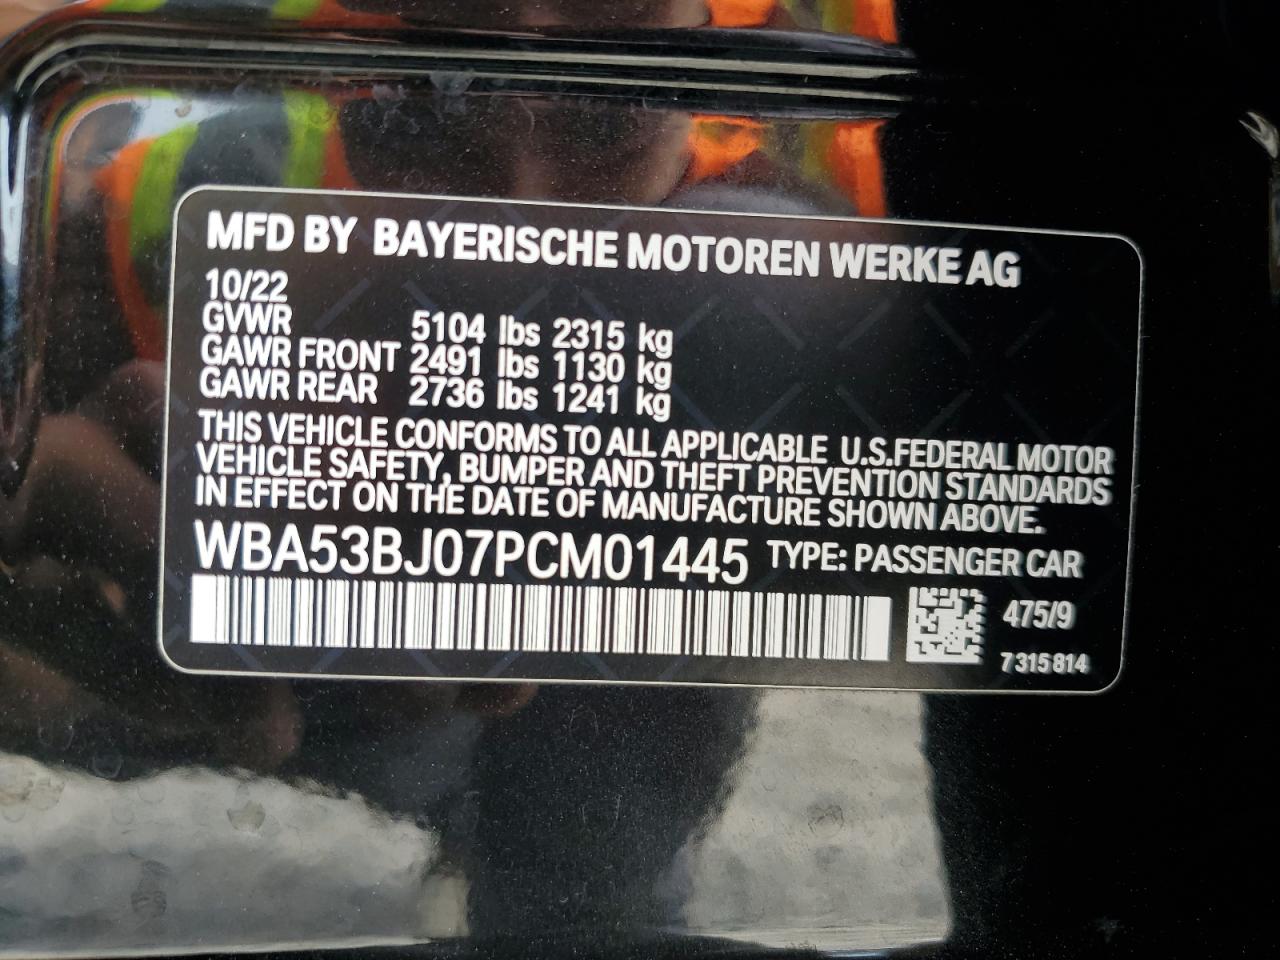 MFD BY BAYERISCHE MOTOREN WERKE AG
10/22
GVWR 5104 lbs 2315 kg
GAWR FRONT 2491 lbs 1130 kg
GAWR REAR 2736 lbs 1241 kg
THIS VEHICLE CONFORMS TO ALL APPLICABLE U.S.FEDERAL MOTOR
VEHICLE SAFETY, BUMPER AND THEFT PREVENTION STANDARDS
IN EFFECT ON THE DATE OF MANUFACTURE SHOWN ABOVE.
WBA53BJ07PCM01445 TYPE: PASSENGER CAR
475/9
7 315 814